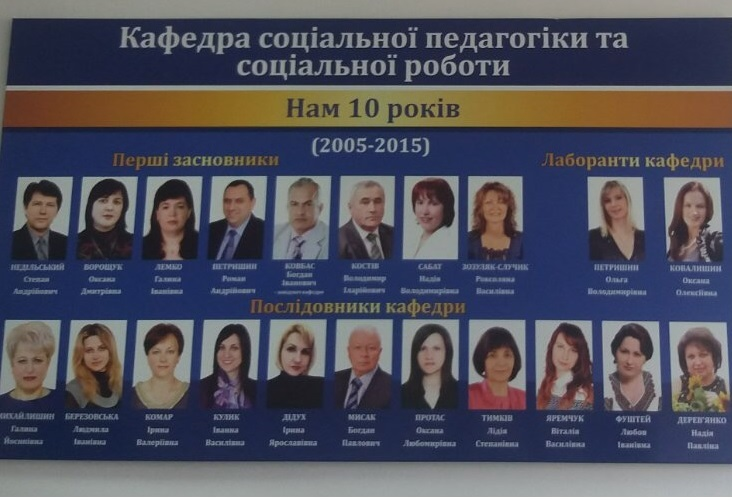 Кафедра соціальної педагогіки та
соціальної роботи
Нам 10 років
(2005-2015)
Перші засновники
Лаборанти кафедри
НЕДІЛЬСЬКИЙ
Степан
Андрійович
ВОРОЩУК
Оксана
Дмитрівна
ЛЕМКО
Галина
Іванівна
ПЕТРИШИН
Роман
Андрійович
КОВБАС
Богдан
Іванович
КОСТІВ
Володимир
Іларійович
САБАТ
Надія
Володимирівна
ЗОЗУЛЯК-СЛУЧИК
Роксоляна
Василівна
ПЕТРИШИН
Ольга
Володимирівна
КОВАЛИШИН
Оксана
Олексіївна
Послідовники кафедри
МИХАЙЛИШИН
Галина
Йосипівна
БЕРЕЗОВСЬКА
Людмила
Іванівна
КОМАР
Ірина
Валеріївна
КУЛИК
Іванна
Василівна
ДІДУХ
Ірина
Ярославівна
МИСАК
Богдан
Павлович
ПРОТАС
Оксана
Любомирівна
ТИМКІВ
Лідія
Степанівна
ЯРЕМЧУК
Віталія
Василівна
ФУШТЕЙ
Любов
Іванівна
ДЕРЕВ'ЯНКО
Надія
Павлівна